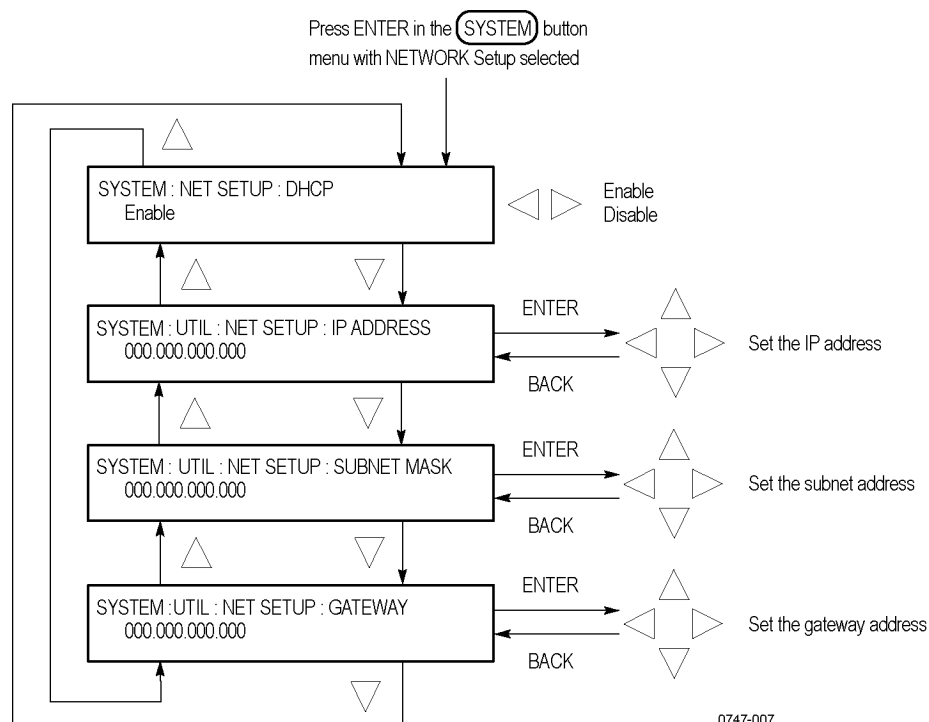 Press ENTER in the SYSTEM button
menu with NETWORK Setup selected
SYSTEM : NET SETUP : DHCP
Enable
Enable
Disable
SYSTEM : UTIL : NET SETUP : IP ADDRESS
000.000.000.000
ENTER
BACK
Set the IP address
SYSTEM : UTIL : NET SETUP : SUBNET MASK
000.000.000.000
ENTER
BACK
Set the subnet address
SYSTEM :UTIL : NET SETUP : GATEWAY
000.000.000.000
ENTER
BACK
Set the gateway address
0747-007